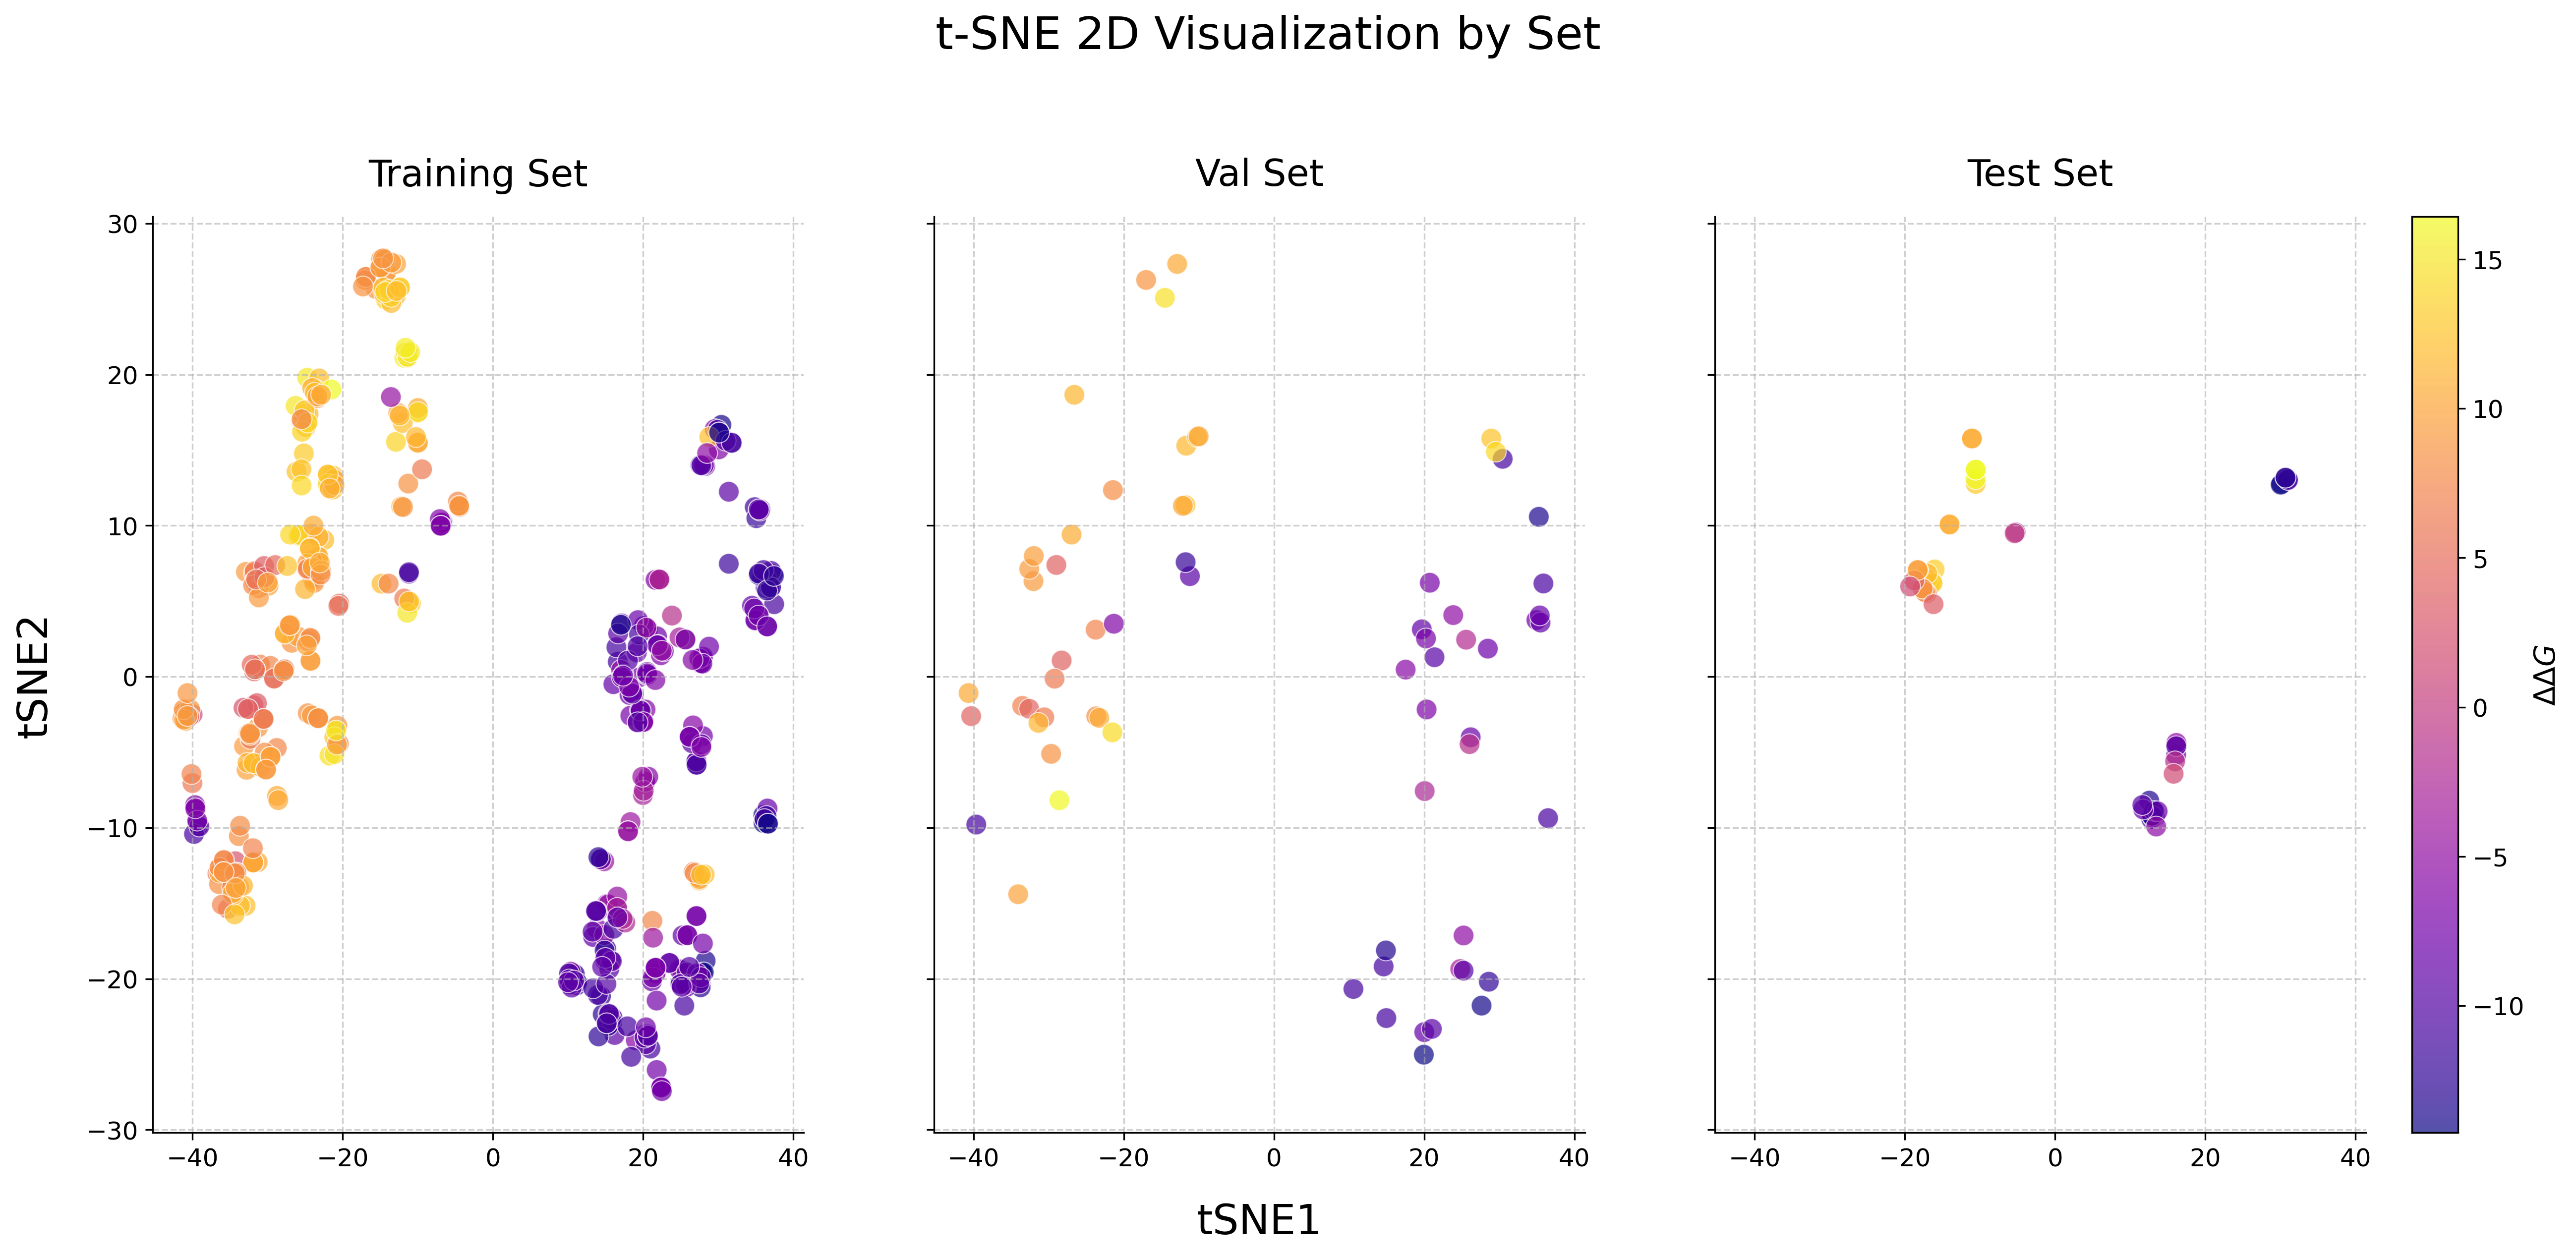 t-SNE 2D Visualization by Set
Training Set
Val Set
Test Set
30
20
10
0
−10
−20
−30
tSNE2
−40 −20 0 20 40
−40 −20 0 20 40
−40 −20 0 20 40
tSNE1
15
10
5
0
−5
−10
ΔΔG